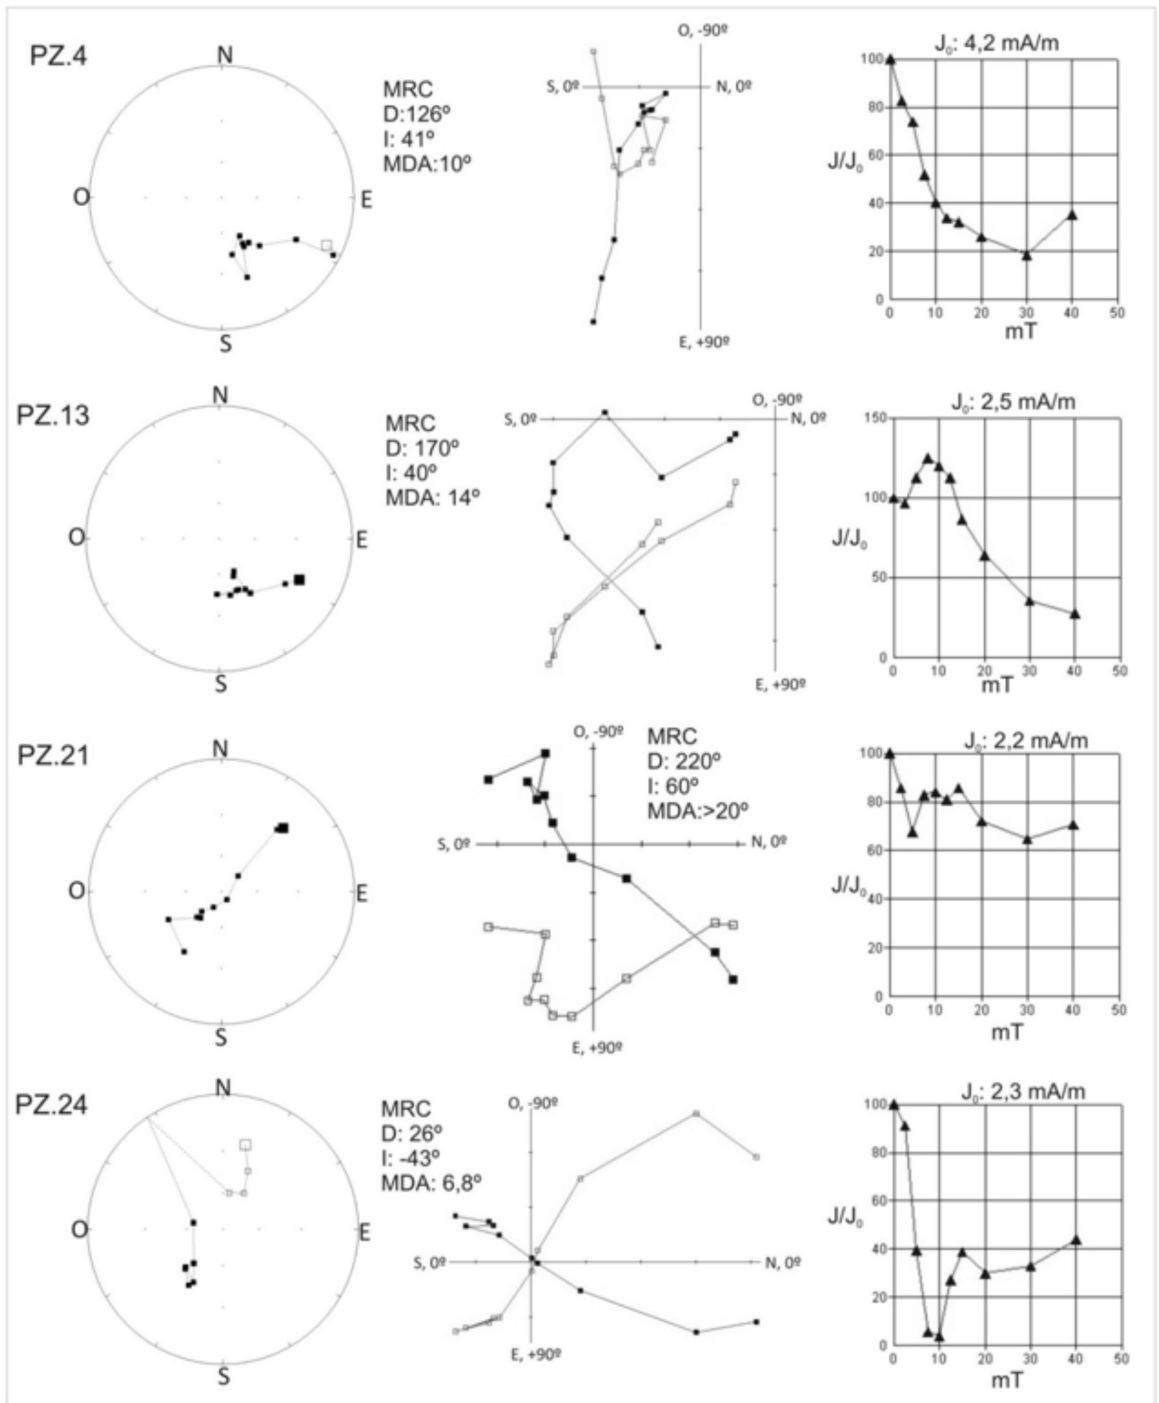 PZ.4
N
O
E
S
MRC
D:126º
I: 41º
MDA:10º
O, -90º
S, 0º
N, 0º
E, +90º
J₀: 4,2 mA/m
J/J₀
100
80
60
40
20
0
0 10 20 30 40 50
mT
PZ.13
N
O
E
S
MRC
D: 170º
I: 40º
MDA: 14º
O, -90º
S, 0º
N, 0º
E, +90º
J₀: 2,5 mA/m
J/J₀
150
100
50
0
0 10 20 30 40 50
mT
PZ.21
N
O
E
S
O, -90º
S, 0º
N, 0º
E, +90º
MRC
D: 220º
I: 60º
MDA:>20º
J₀: 2,2 mA/m
J/J₀
100
80
60
40
20
0
0 10 20 30 40 50
mT
PZ.24
N
O
E
S
MRC
D: 26º
I: -43º
MDA: 6,8º
O, -90º
S, 0º
N, 0º
E, +90º
J₀: 2,3 mA/m
J/J₀
100
80
60
40
20
0
0 10 20 30 40 50
mT